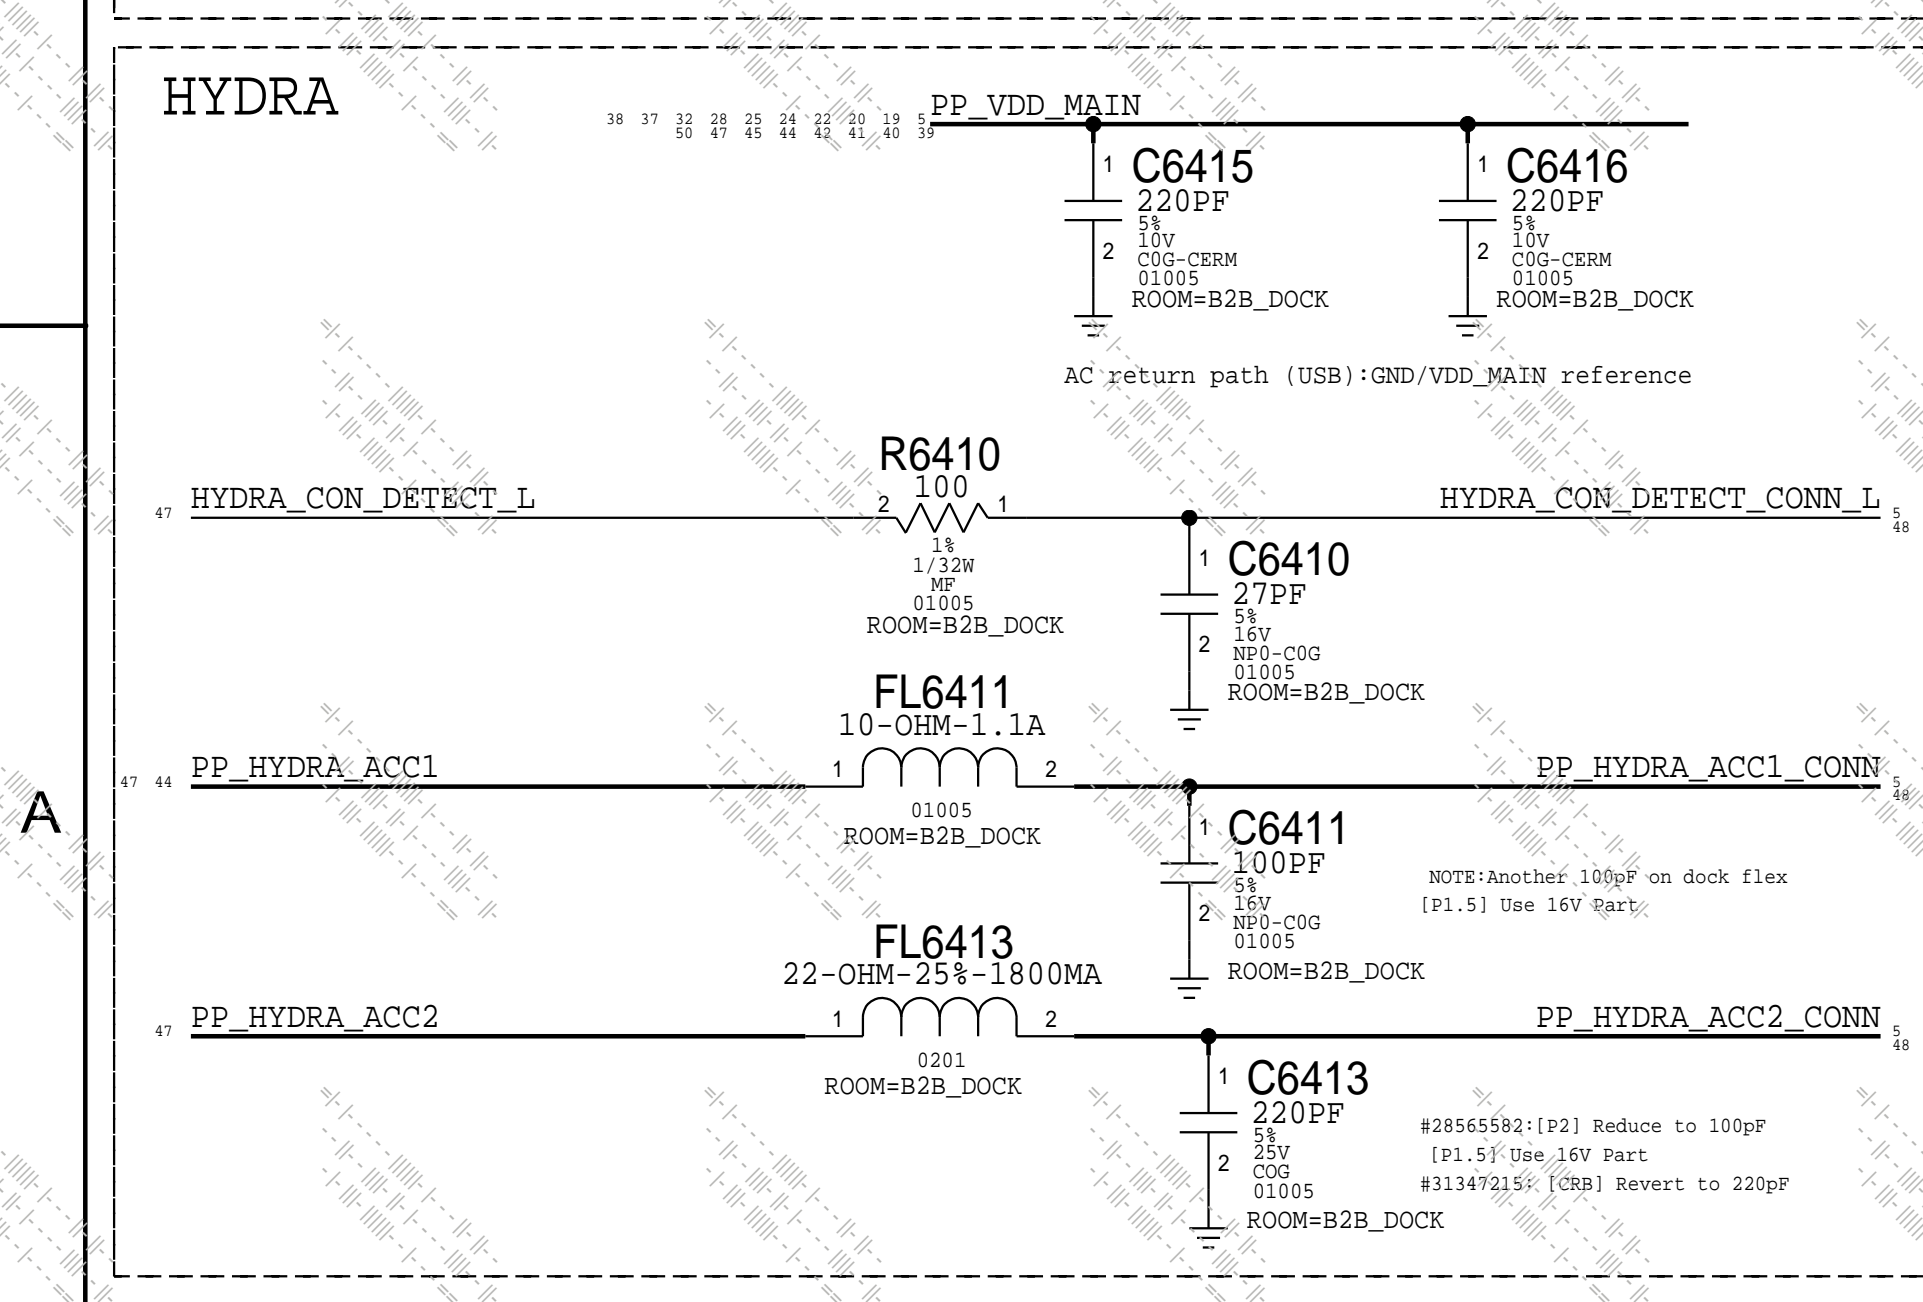 HYDRA
PP_VDD_MAIN
38 37 32 28 25 24 22 20 19 5
50 47 45 44 42 41 40 39
1 C6415
220PF
5%
10V
2
C0G-CERM
01005
ROOM=B2B_DOCK
1 C6416
220PF
5%
10V
2
C0G-CERM
01005
ROOM=B2B_DOCK
AC return path (USB):GND/VDD_MAIN reference
R6410
100
47 HYDRA_CON_DETECT_L
2 1
HYDRA_CON_DETECT_CONN_L 5
48
1%
1/32W
MF
01005
ROOM=B2B_DOCK
1 C6410
27PF
5%
16V
2
NP0-C0G
01005
ROOM=B2B_DOCK
FL6411
10-OHM-1.1A
47 44 PP_HYDRA_ACC1
1 2
PP_HYDRA_ACC1_CONN 5
48
01005
ROOM=B2B_DOCK
1 C6411
100PF
5%
16V
2
NP0-C0G
01005
ROOM=B2B_DOCK
NOTE:Another 100pF on dock flex
[P1.5] Use 16V Part
A
FL6413
22-OHM-25%-1800MA
47 PP_HYDRA_ACC2
1 2
PP_HYDRA_ACC2_CONN 5
48
0201
ROOM=B2B_DOCK
1 C6413
220PF
5%
25V
2
COG
01005
ROOM=B2B_DOCK
#28565582:[P2] Reduce to 100pF
[P1.5] Use 16V Part
#31347215: [CRB] Revert to 220pF